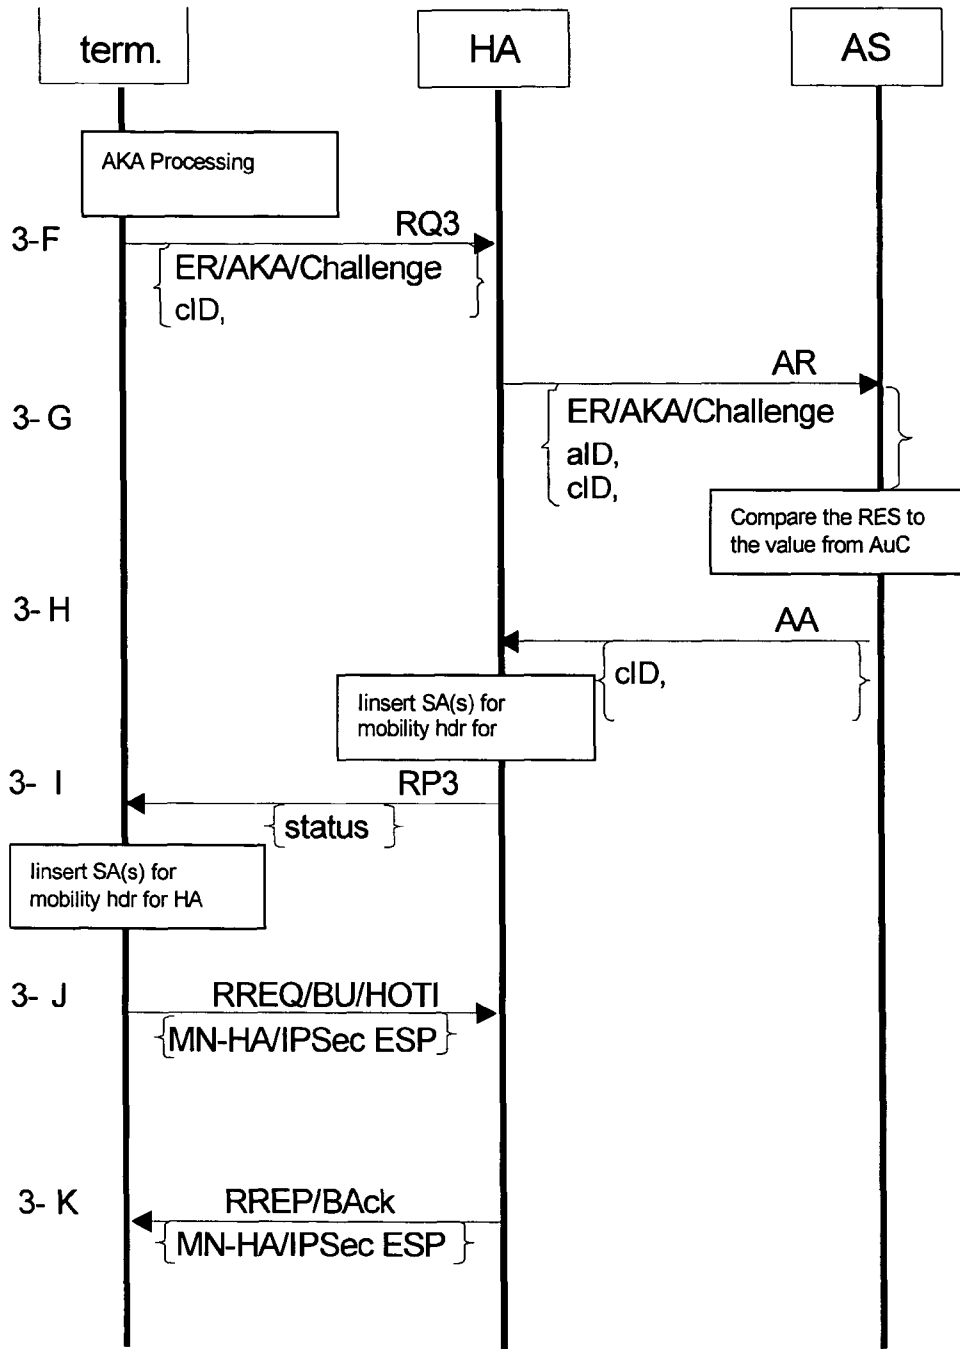 term.
HA
AS
AKA Processing
3-F
RQ3
ER/AKA/Challenge
cID,
AR
3- G
ER/AKA/Challenge
aID,
cID,
Compare the RES to
the value from AuC
3- H
AA
cID,
Iinsert SA(s) for
mobility hdr for
3- I
RP3
status
Iinsert SA(s) for
mobility hdr for HA
3- J
RREQ/BU/HOTI
MN-HA/IPSec ESP
3- K
RREP/BAck
MN-HA/IPSec ESP